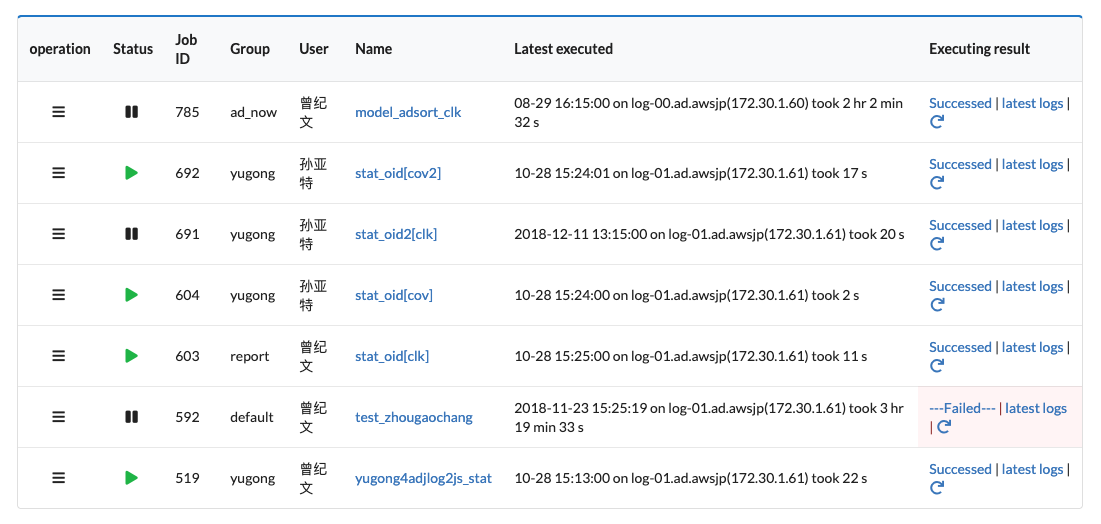 operation Status Job ID Group User Name Latest executed Executing result
785 ad_now 曾纪文 model_adsort_clk 08-29 16:15:00 on log-00.ad.awsjp(172.30.1.60) took 2 hr 2 min 32 s Successed | latest logs |
692 yugong 孙亚特 stat_oid[cov2] 10-28 15:24:01 on log-01.ad.awsjp(172.30.1.61) took 17 s Successed | latest logs |
691 yugong 孙亚特 stat_oid2[clk] 2018-12-11 13:15:00 on log-01.ad.awsjp(172.30.1.61) took 20 s Successed | latest logs |
604 yugong 孙亚特 stat_oid[cov] 10-28 15:24:00 on log-01.ad.awsjp(172.30.1.61) took 2 s Successed | latest logs |
603 report 曾纪文 stat_oid[clk] 10-28 15:25:00 on log-01.ad.awsjp(172.30.1.61) took 11 s Successed | latest logs |
592 default 曾纪文 test_zhougaochang 2018-11-23 15:25:19 on log-01.ad.awsjp(172.30.1.61) took 3 hr 19 min 33 s ---Failed--- | latest logs |
519 yugong 曾纪文 yugong4adjlog2js_stat 10-28 15:13:00 on log-01.ad.awsjp(172.30.1.61) took 22 s Successed | latest logs |